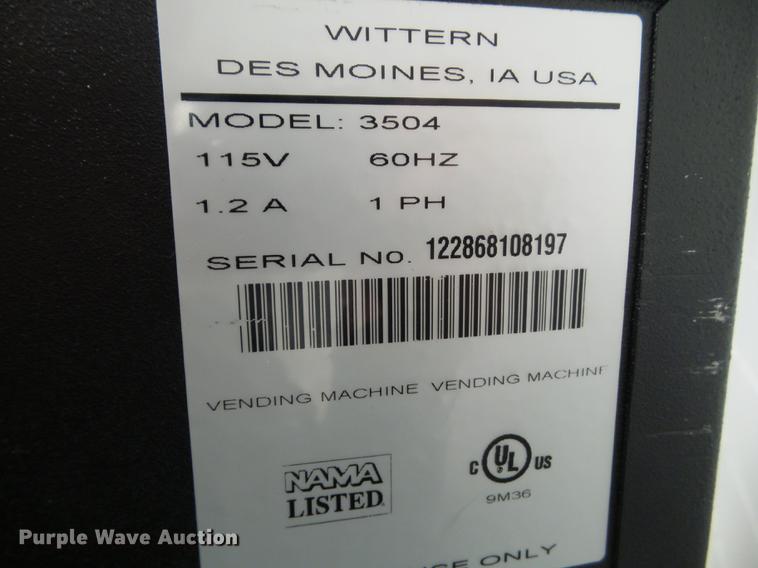 WITTERN
DES MOINES, IA USA
MODEL: 3504
115V 60HZ
1.2 A 1 PH
SERIAL NO. 122868108197
VENDING MACHINE VENDING MACHINE
NAMA
LISTED
C UL US
9M36
ONLY
Purple Wave Auction